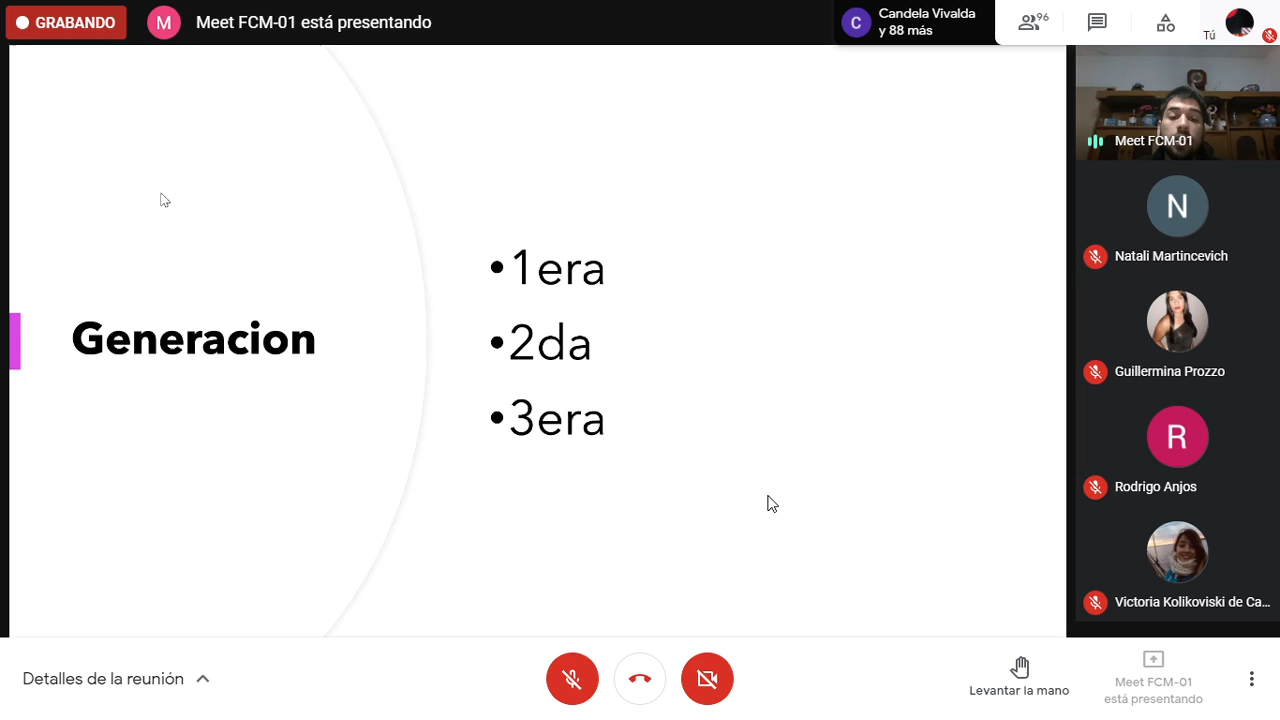 GRABANDO
M
Meet FCM-01 está presentando
C
Candela Vivalda
y 88 más
96
Tú
Meet FCM-01
N
Natali Martincevich
Guillermina Prozzo
R
Rodrigo Anjos
Victoria Kolikoviski de Ca...
Generacion
•1era
•2da
•3era
Detalles de la reunión
Levantar la mano
Meet FCM-01
está presentando